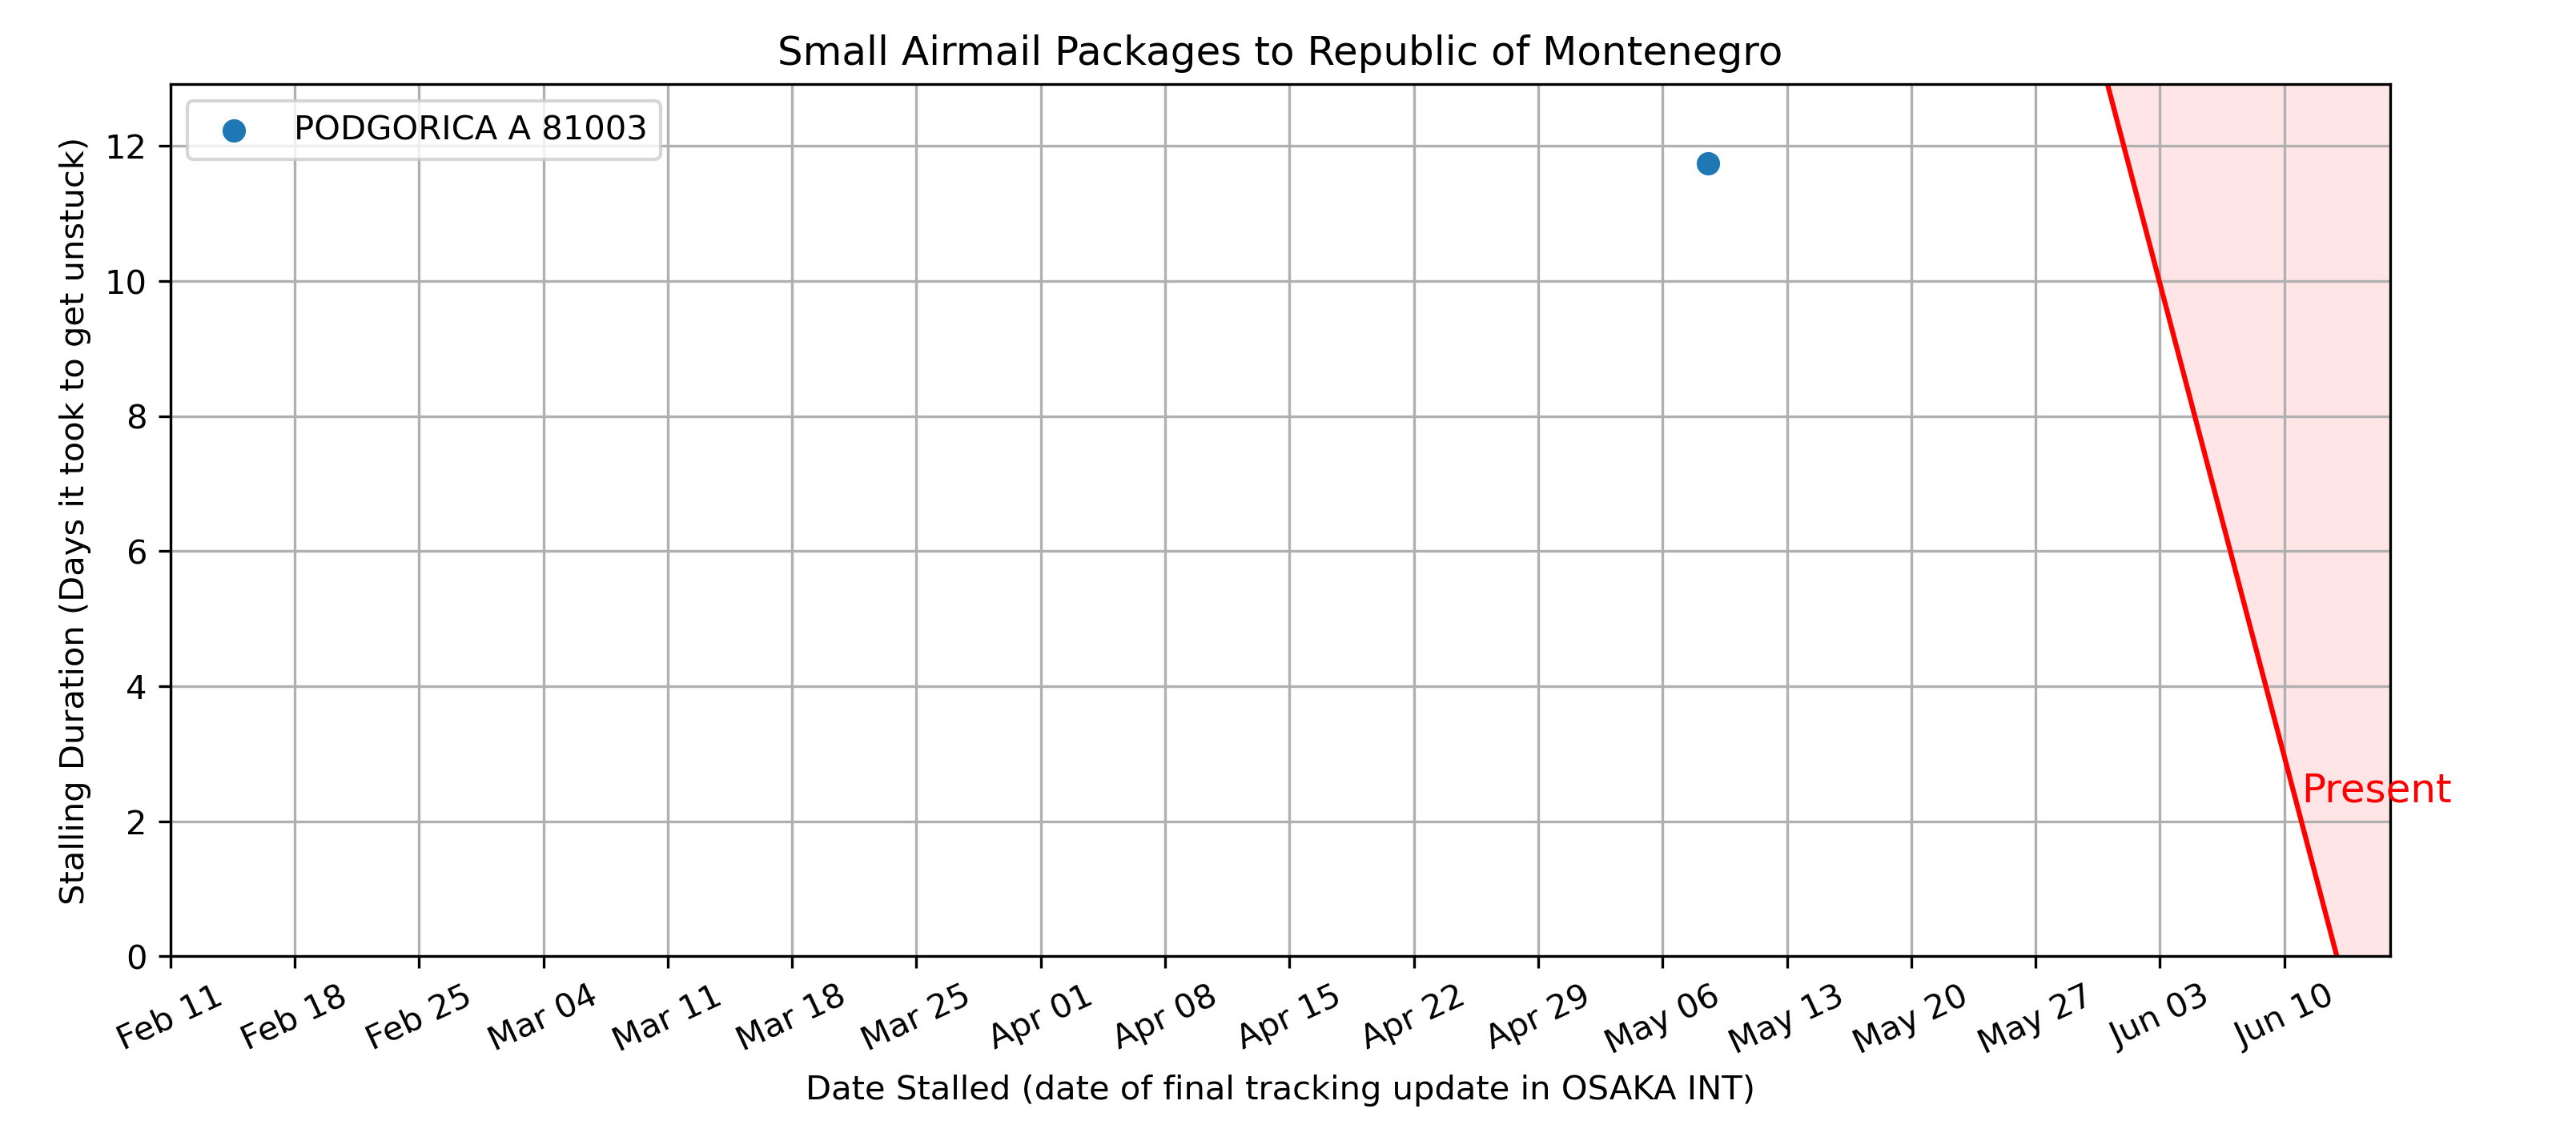 Small Airmail Packages to Republic of Montenegro
PODGORICA A 81003
Stalling Duration (Days it took to get unstuck)
12
10
8
6
4
2
0
Present
Feb 11
Feb 18
Feb 25
Mar 04
Mar 11
Mar 18
Mar 25
Apr 01
Apr 08
Apr 15
Apr 22
Apr 29
May 06
May 13
May 20
May 27
Jun 03
Jun 10
Date Stalled (date of final tracking update in OSAKA INT)